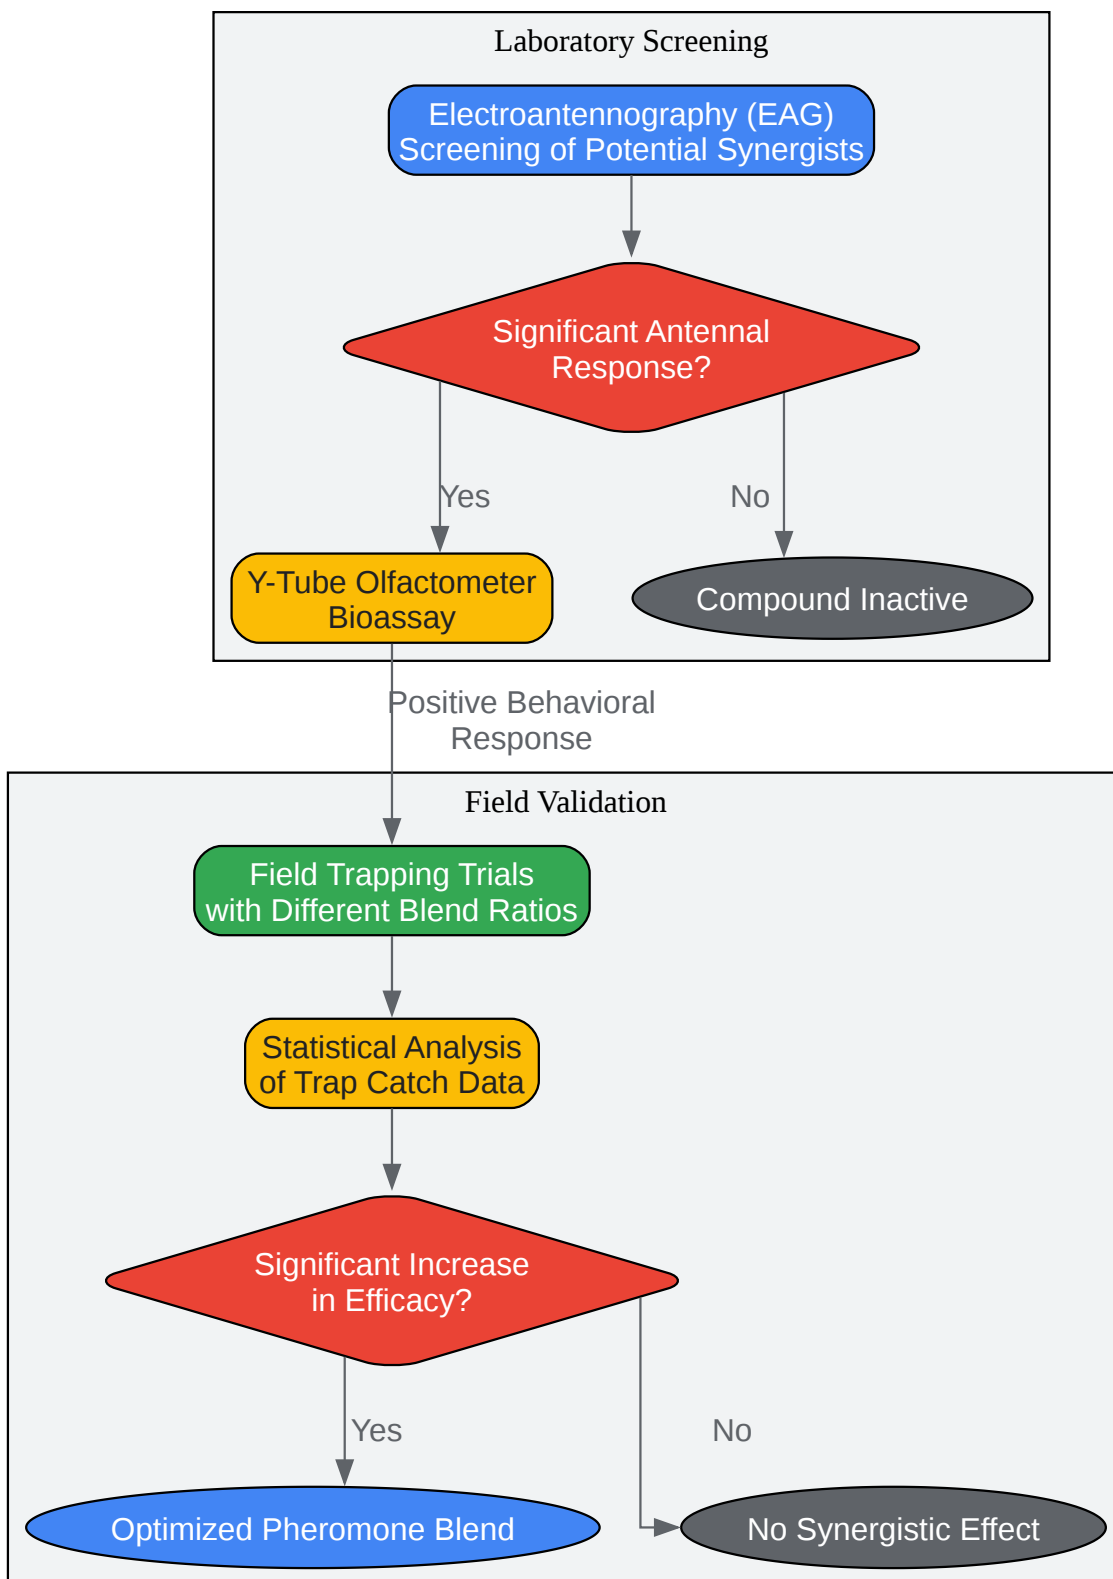 Laboratory Screening
Electroantennography (EAG)
Screening of Potential Synergists
Significant Antennal
Response?
Yes
No
Y-Tube Olfactometer
Bioassay
Compound Inactive
Positive Behavioral
Response
Field Validation
Field Trapping Trials
with Different Blend Ratios
Statistical Analysis
of Trap Catch Data
Significant Increase
in Efficacy?
Yes
No
Optimized Pheromone Blend
No Synergistic Effect